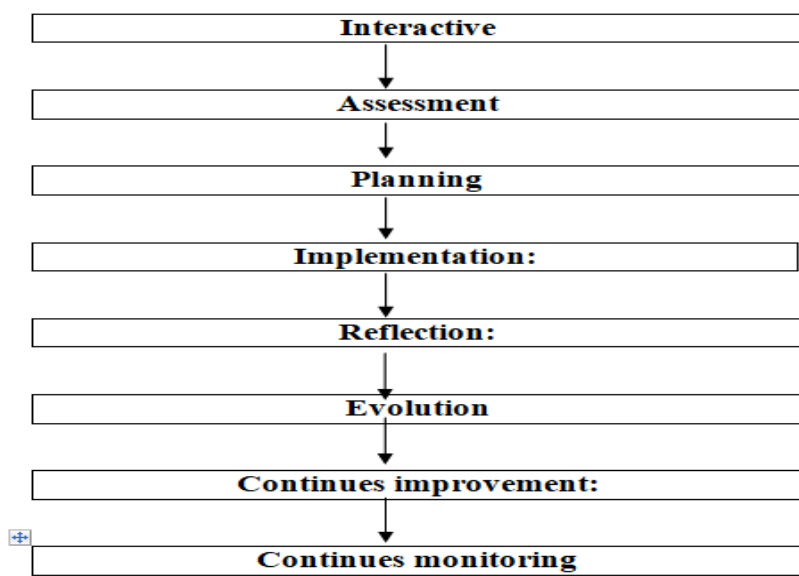 Interactive
Assessment
Planning
Implementation:
Reflection:
Evolution
Continues improvement:
Continues monitoring